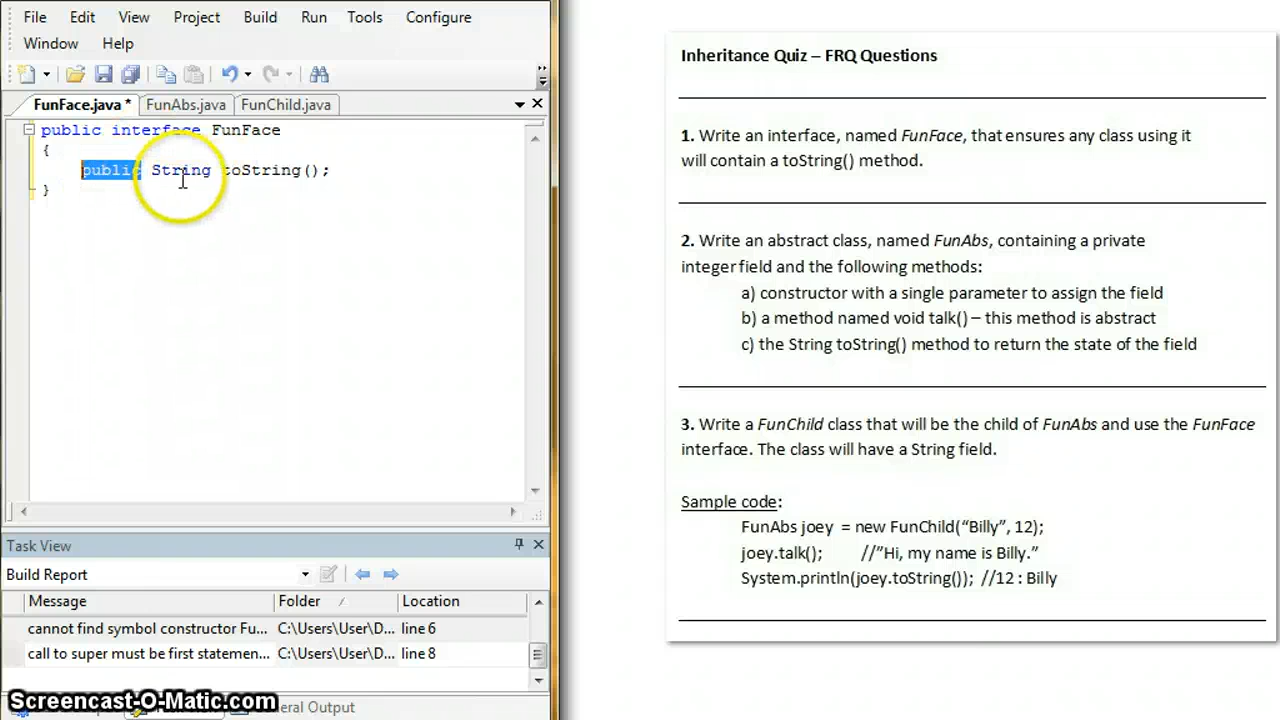 File Edit View Project Build Run Tools Configure
Window Help
FunFace.java * FunAbs.java FunChild.java
public interface FunFace
{
public String toString();
}
Task View
Build Report
Message Folder Location
cannot find symbol constructor Fu... C:\Users\User\D... line 6
call to super must be first statemen... C:\Users\User\D... line 8
General Output
Screencast-O-Matic.com
Inheritance Quiz – FRQ Questions
1. Write an interface, named FunFace, that ensures any class using it
will contain a toString() method.
2. Write an abstract class, named FunAbs, containing a private
integer field and the following methods:
a) constructor with a single parameter to assign the field
b) a method named void talk() – this method is abstract
c) the String toString() method to return the state of the field
3. Write a FunChild class that will be the child of FunAbs and use the FunFace
interface. The class will have a String field.
Sample code:
FunAbs joey = new FunChild(“Billy”, 12);
joey.talk(); //”Hi, my name is Billy.”
System.println(joey.toString()); //12 : Billy